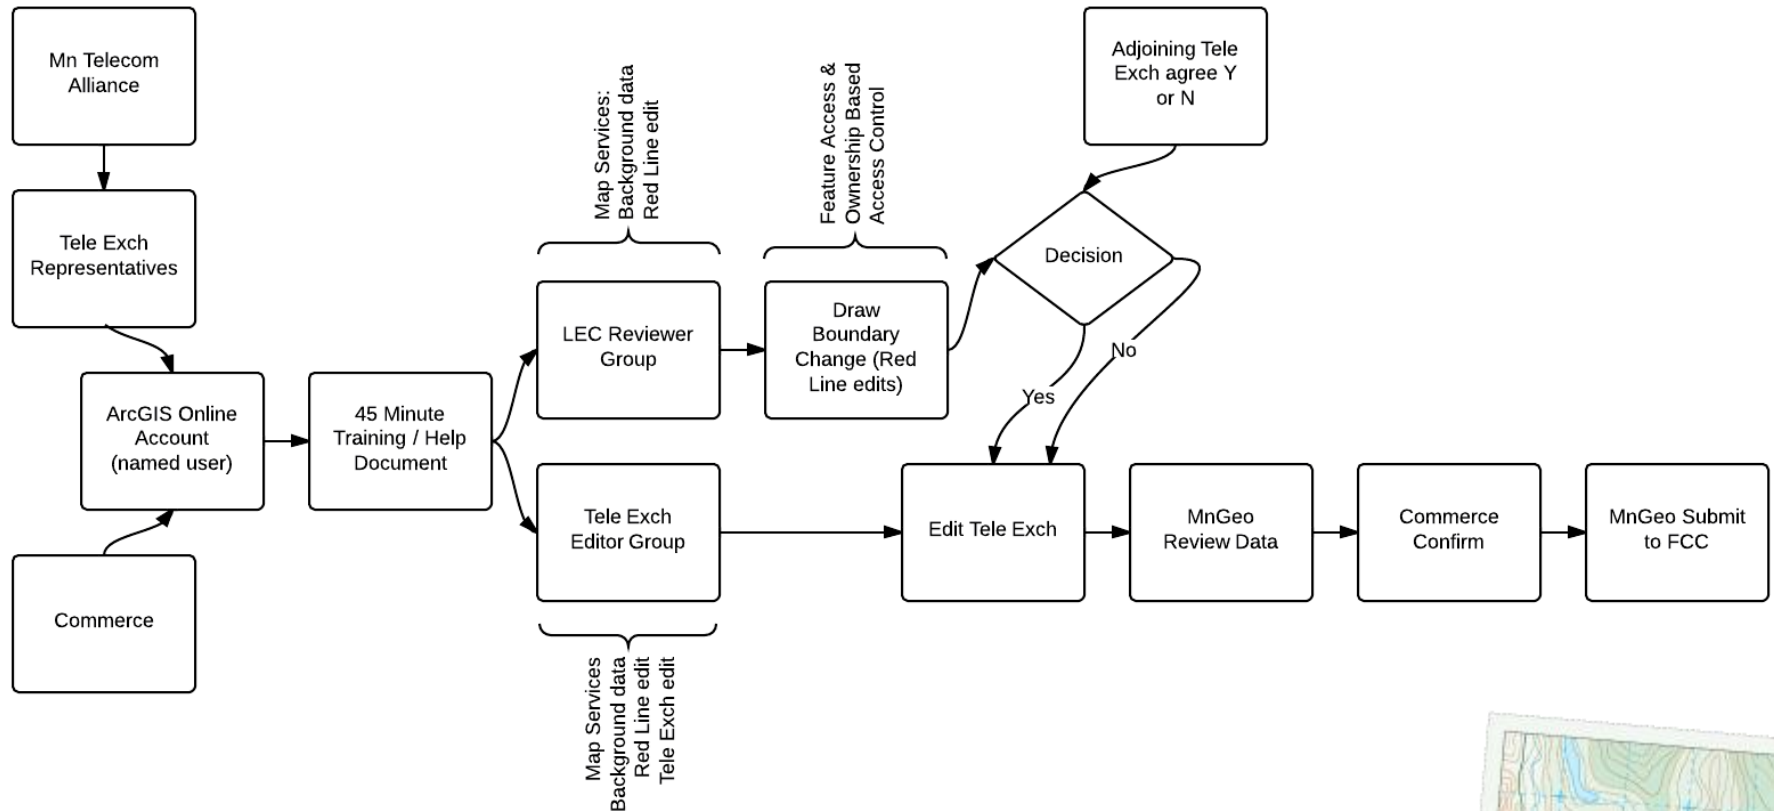 Mn Telecom
Alliance
Tele Exch
Representatives
ArcGIS Online
Account
(named user)
Commerce
45 Minute
Training / Help
Document
Map Services:
Background data
Red Line edit
LEC Reviewer
Group
Tele Exch
Editor Group
Map Services
Background data
Red Line edit
Tele Exch edit
Feature Access &
Ownership Based
Access Control
Draw
Boundary
Change (Red
Line edits)
Adjoining Tele
Exch agree Y
or N
Decision
No
Yes
Edit Tele Exch
MnGeo
Review Data
Commerce
Confirm
MnGeo Submit
to FCC